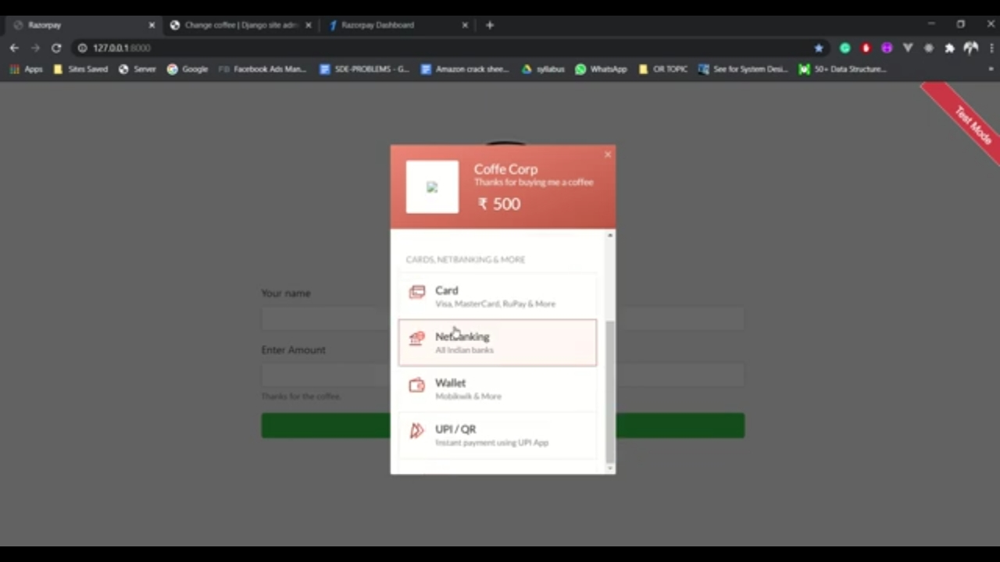 Razorpay
Change coffee | Django site adm
Razorpay Dashboard
127.0.0.1:8000
Apps
Sites Saved
Server
Google
Facebook Ads Man...
SDE-PROBLEMS - G...
Amazon crack shee...
syllabus
WhatsApp
OR TOPIC
See for System Desi...
50+ Data Structure...
Test Mode
Coffe Corp
Thanks for buying me a coffee
₹ 500
CARDS, NETBANKING & MORE
Card
Visa, MasterCard, RuPay & More
Your name
Netbanking
All Indian banks
Enter Amount
Wallet
Mobikwik & More
Thanks for the coffee.
UPI / QR
Instant payment using UPI App